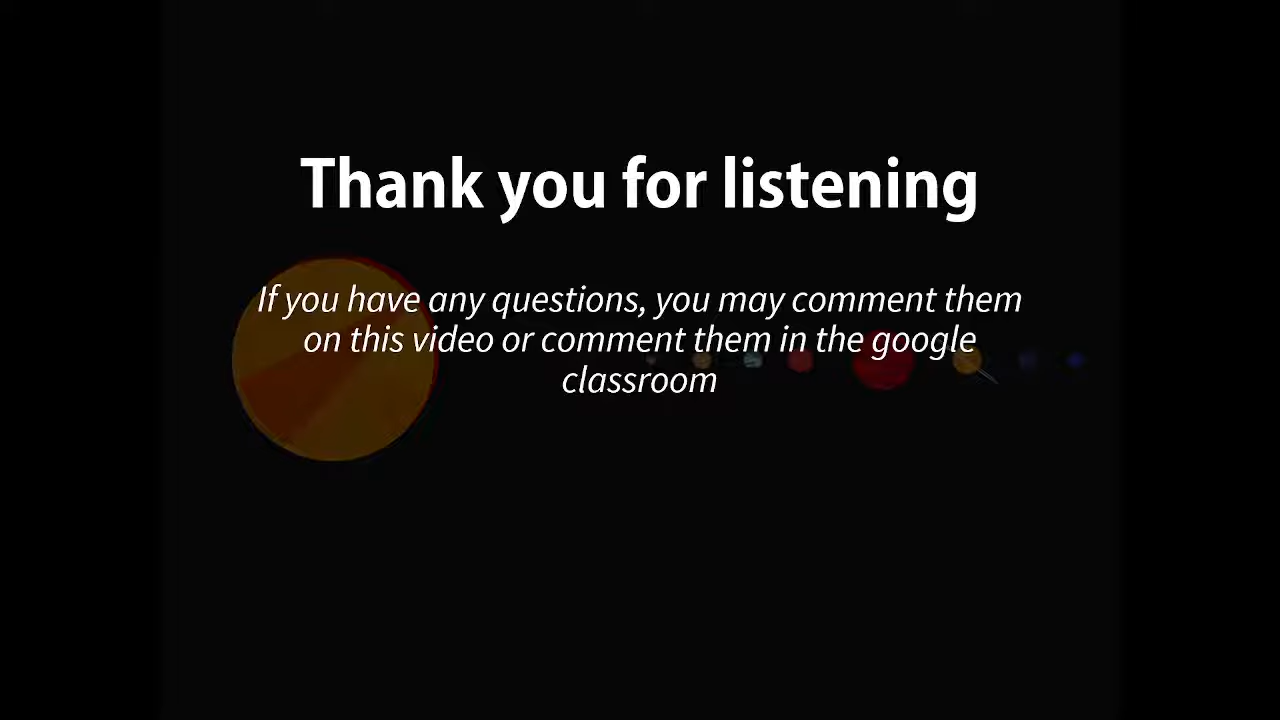 Thank you for listening
If you have any questions, you may comment them
on this video or comment them in the google
classroom